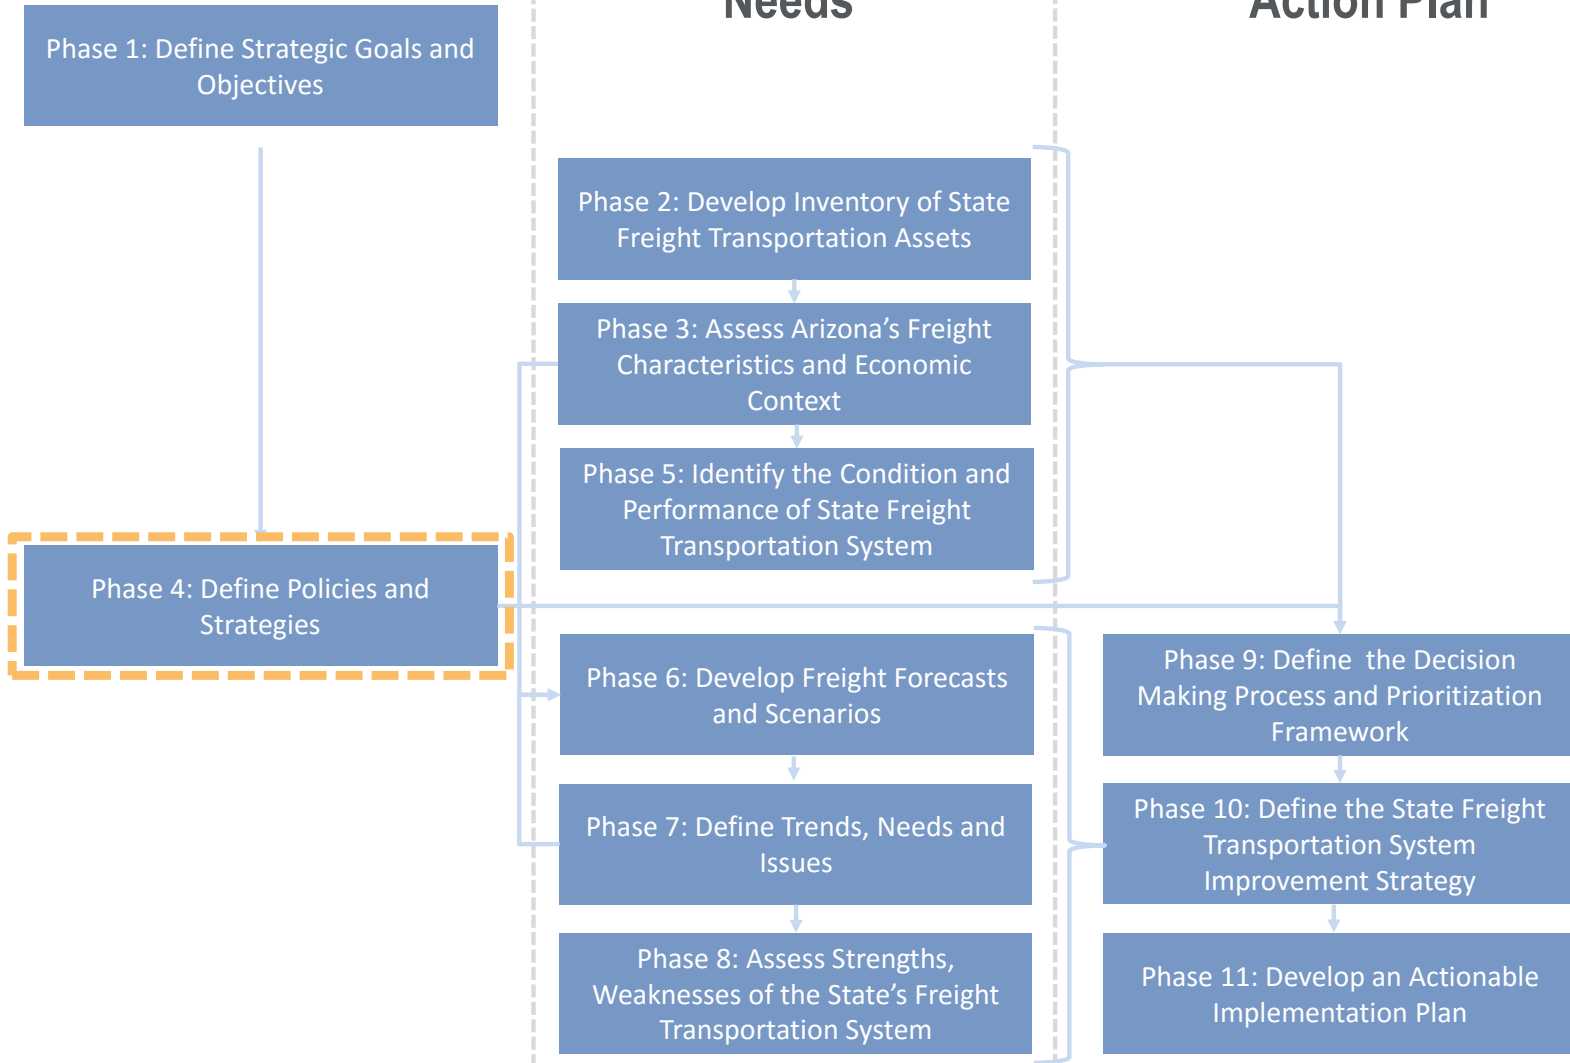 Needs
Action Plan
Phase 1: Define Strategic Goals and
Objectives
Phase 2: Develop Inventory of State
Freight Transportation Assets
Phase 3: Assess Arizona’s Freight
Characteristics and Economic
Context
Phase 5: Identify the Condition and
Performance of State Freight
Transportation System
Phase 4: Define Policies and
Strategies
Phase 6: Develop Freight Forecasts
and Scenarios
Phase 7: Define Trends, Needs and
Issues
Phase 8: Assess Strengths,
Weaknesses of the State’s Freight
Transportation System
Phase 9: Define  the Decision
Making Process and Prioritization
Framework
Phase 10: Define the State Freight
Transportation System
Improvement Strategy
Phase 11: Develop an Actionable
Implementation Plan